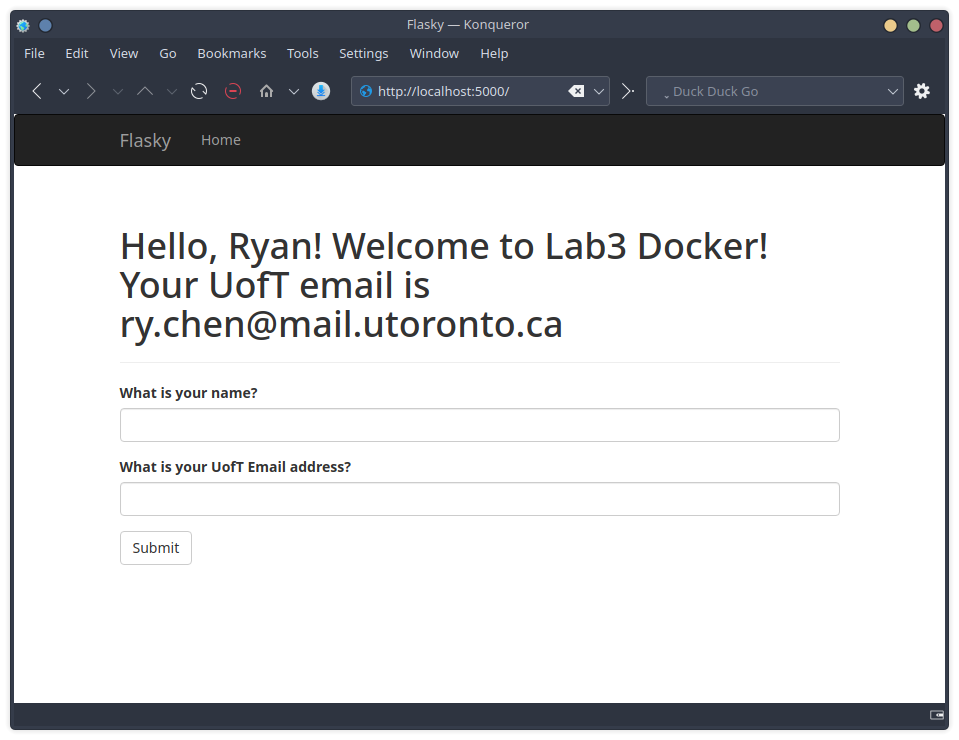 Flasky — Konqueror
File Edit View Go Bookmarks Tools Settings Window Help
http://localhost:5000/ Duck Duck Go
Flasky Home
Hello, Ryan! Welcome to Lab3 Docker!
Your UofT email is
ry.chen@mail.utoronto.ca
What is your name?
What is your UofT Email address?
Submit